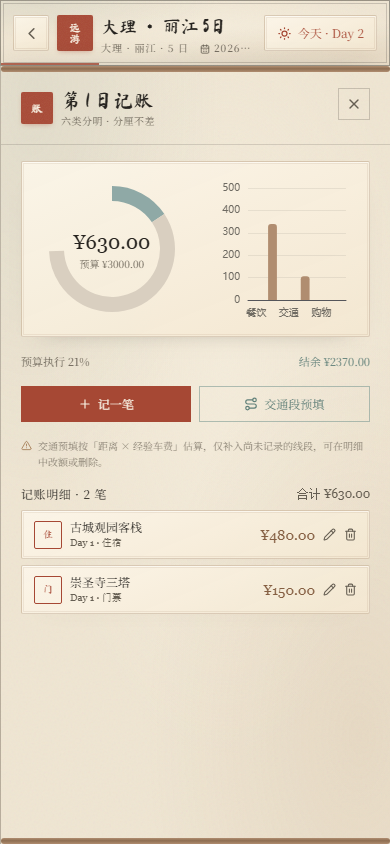 远游
大理・丽江5日
大理・丽江・5 日 2026…
今天・Day 2
账
第1日记账
六类分明・分厘不差
¥630.00
预算 ¥3000.00
500
400
300
200
100
0
餐饮 交通 购物
预算执行 21%
结余 ¥2370.00
+ 记一笔
交通段预填
交通预填按「距离 × 经验车费」估算，仅补入尚未记录的线段，可在明细
中改额或删除。
记账明细・2 笔
合计 ¥630.00
住
古城观园客栈
Day 1・住宿
¥480.00
门
崇圣寺三塔
Day 1・门票
¥150.00